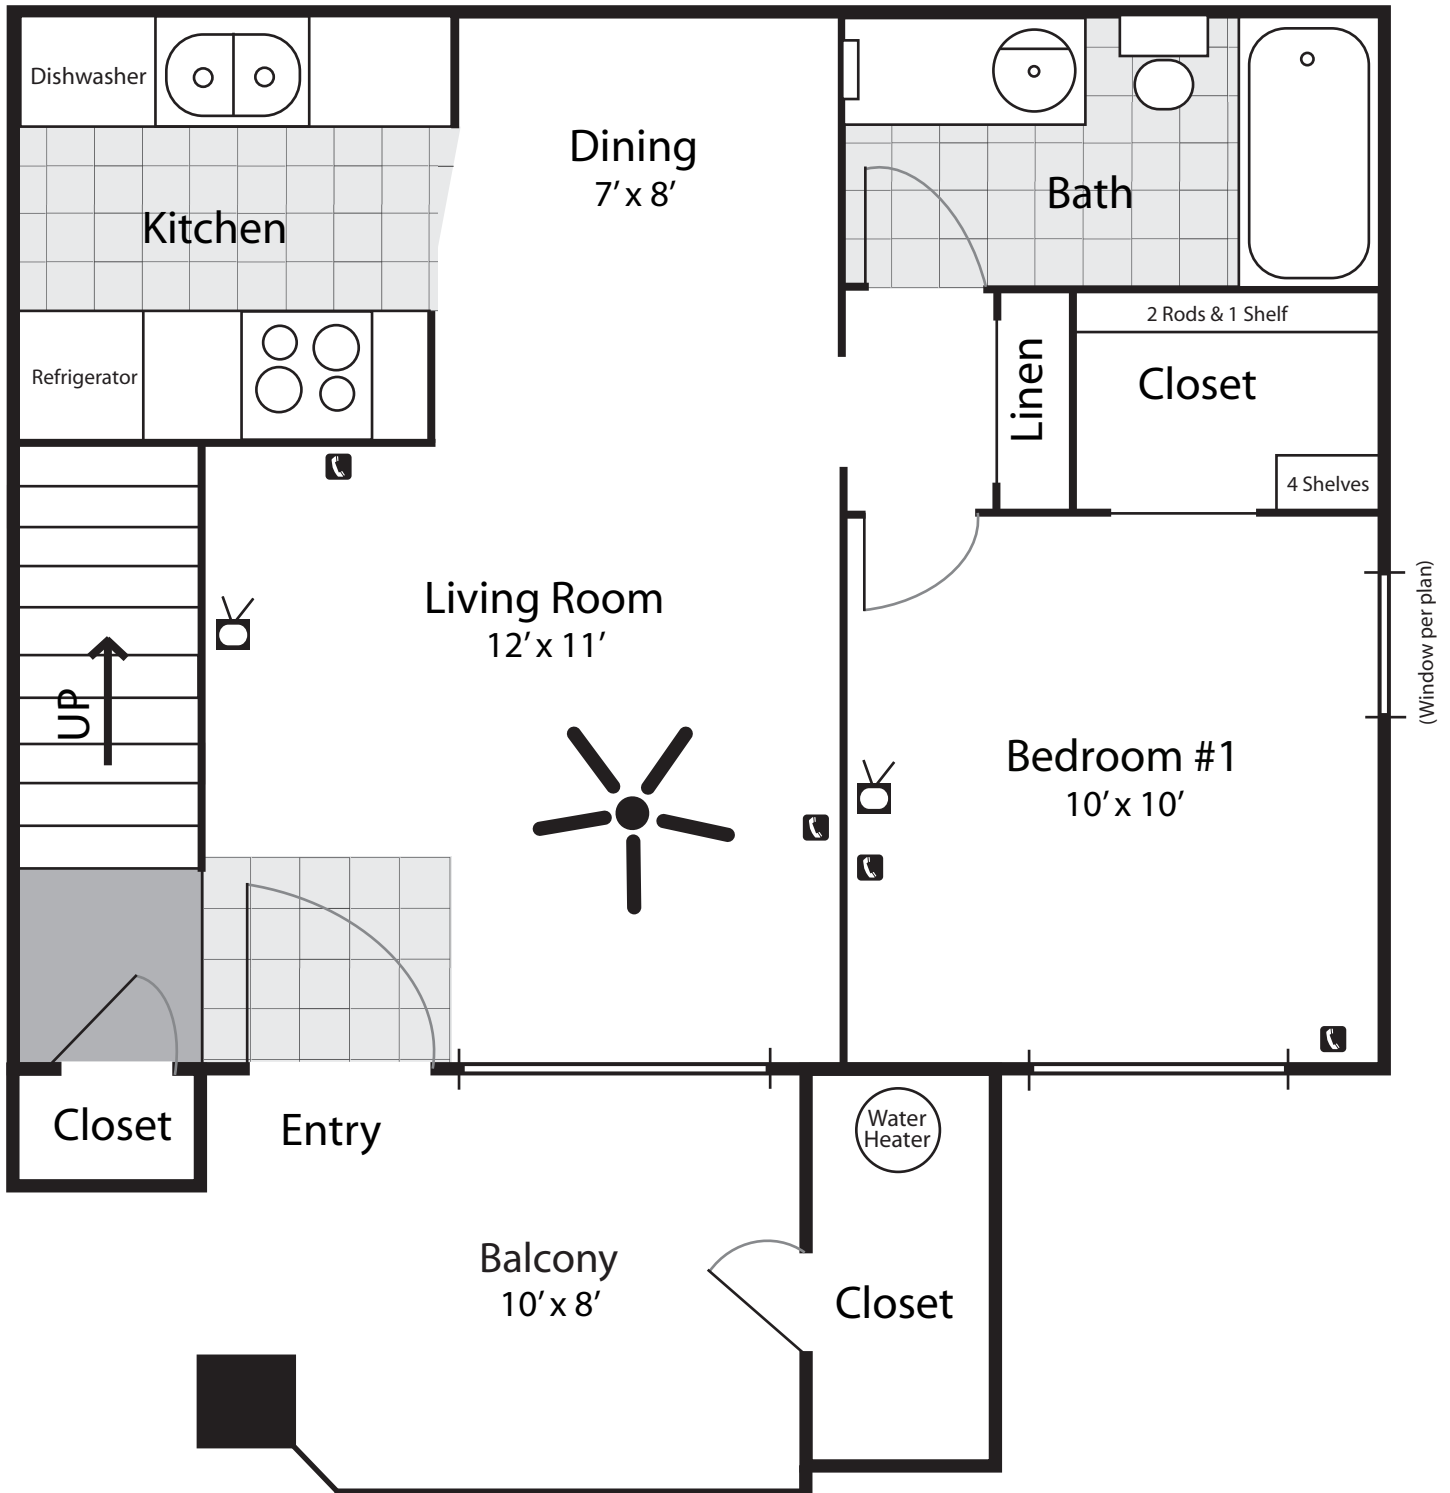 Dishwasher
Dining
7’ x 8’
Bath
Kitchen
2 Rods & 1 Shelf
Refrigerator
Linen
Closet
4 Shelves
Living Room
12’ x 11’
(Window per plan)
UP
Bedroom #1
10’ x 10’
Closet
Entry
Water
Heater
Balcony
10’ x 8’
Closet